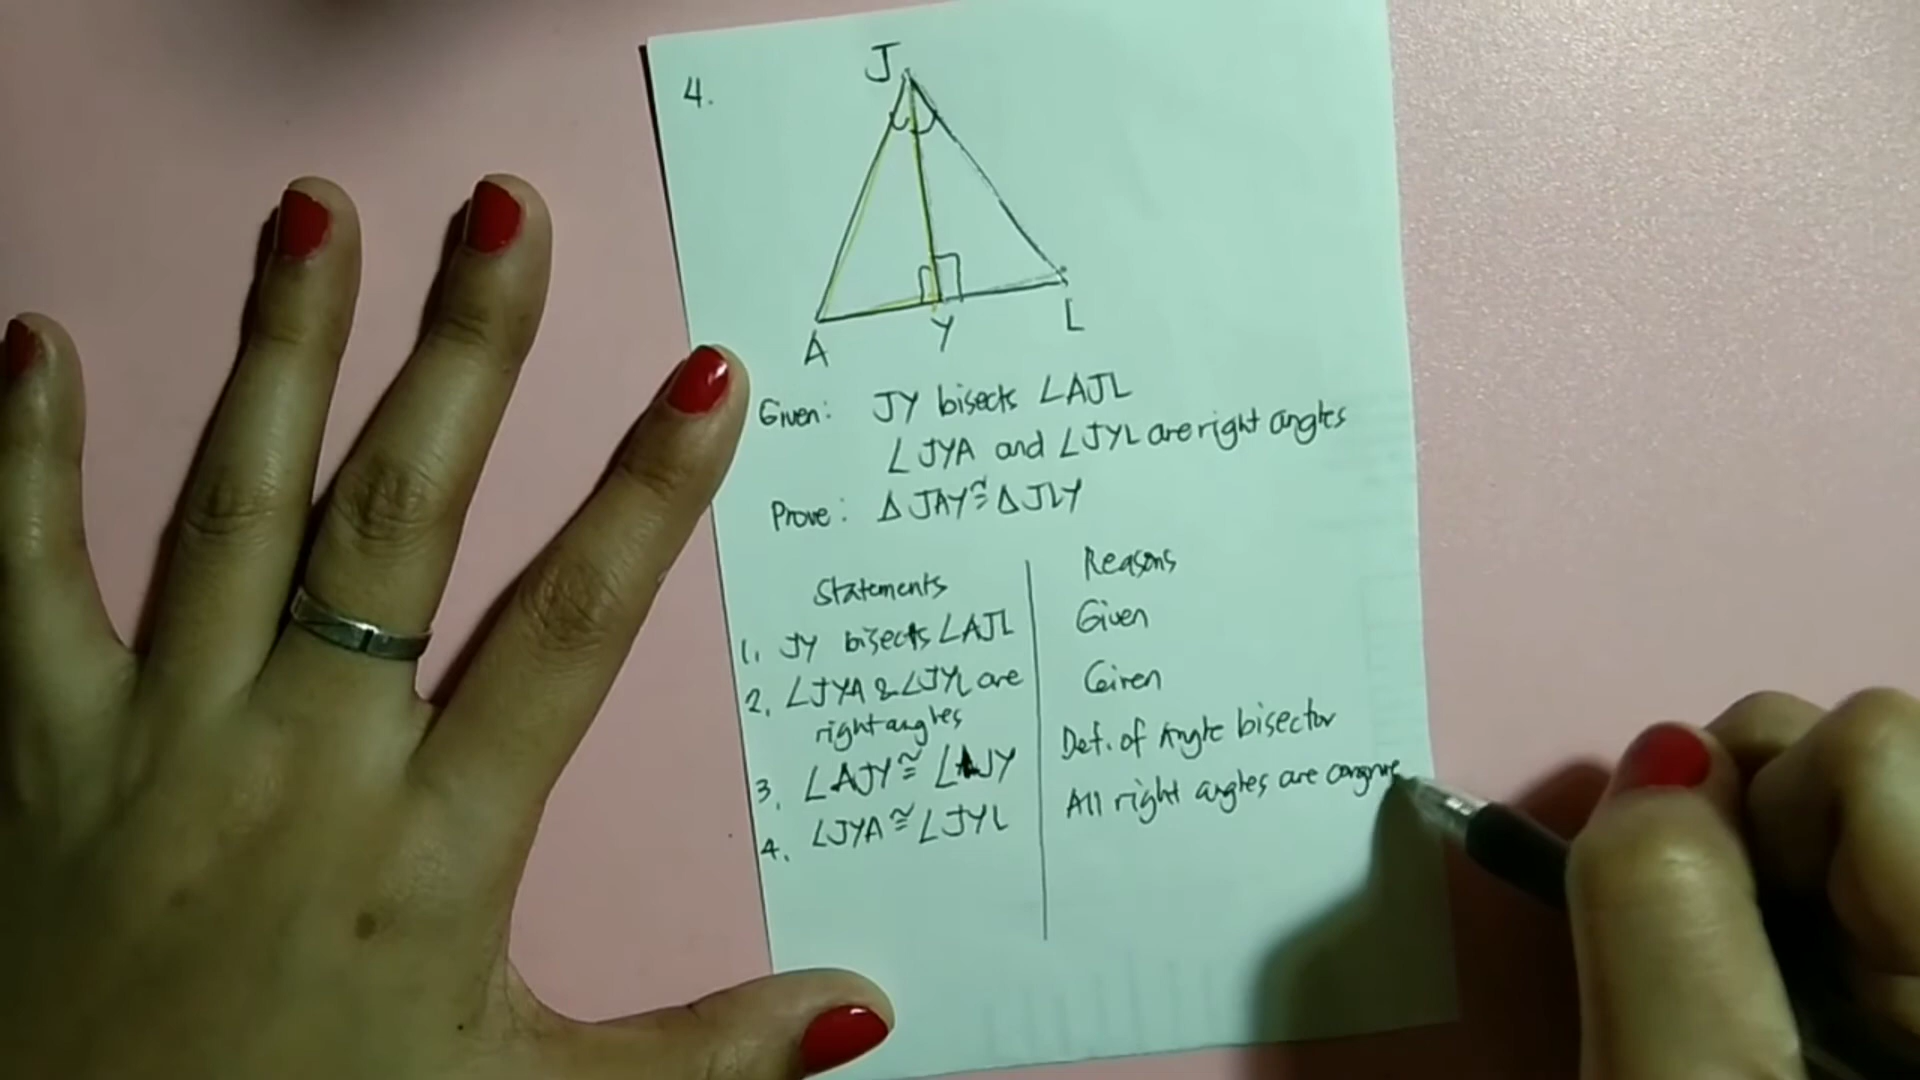 4.
J
A
Y
L
Given: JY bisects ∠AJL
∠JYA and ∠JYL are right angles
Prove: Δ JAY ≅ Δ JLY
Statements
Reasons
1. JY bisects ∠AJL
Given
2. ∠JYA & ∠JYL are
right angles
Given
3. ∠AJY ≅ ∠LJY
Def. of Angle bisector
4. ∠JYA ≅ ∠JYL
All right angles are congrue